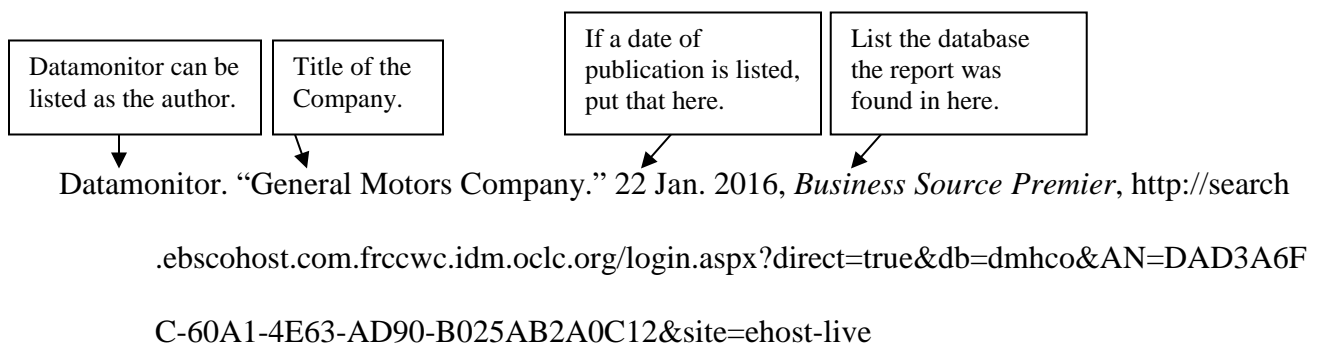 Datamonitor can be
listed as the author.
Title of the
Company.
If a date of
publication is listed,
put that here.
List the database
the report was
found in here.
Datamonitor. “General Motors Company.” 22 Jan. 2016, Business Source Premier, http://search
.ebscohost.com.frccwc.idm.oclc.org/login.aspx?direct=true&db=dmhco&AN=DAD3A6F
C-60A1-4E63-AD90-B025AB2A0C12&site=ehost-live